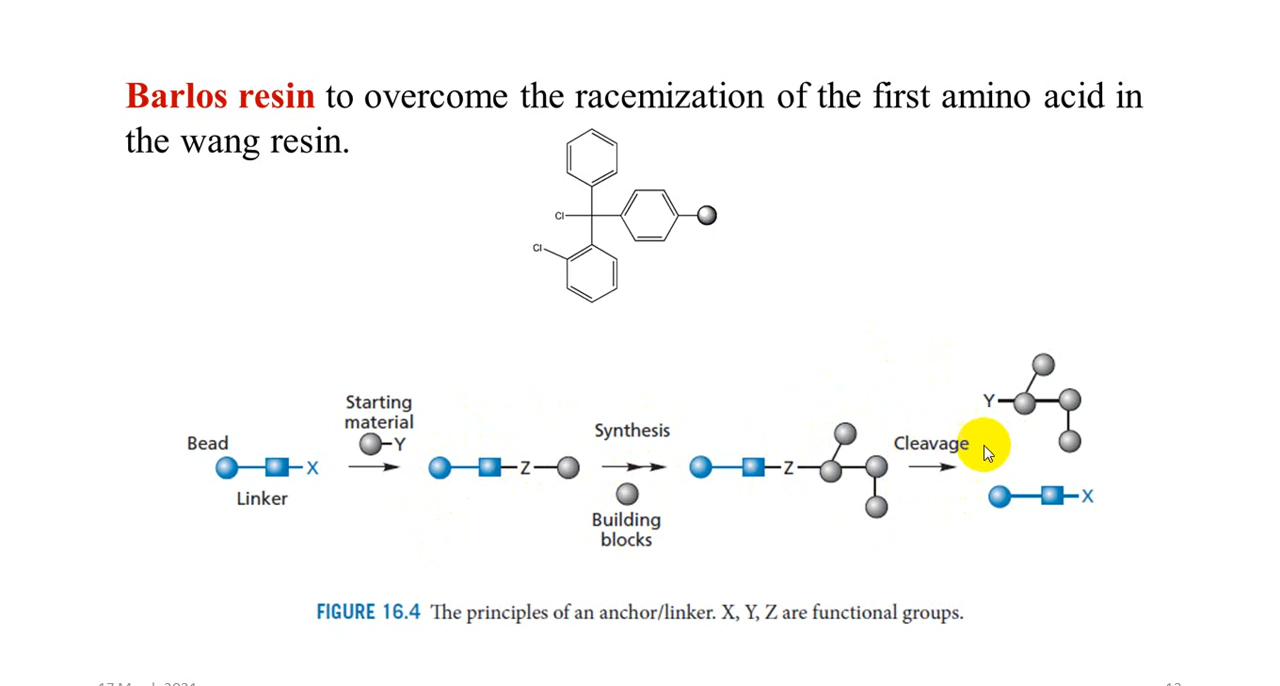 Barlos resin to overcome the racemization of the first amino acid in
the wang resin.
Cl
Cl
Bead
X
Linker
Starting
material
Y
Z
Synthesis
Building
blocks
Z
Cleavage
Y
X
FIGURE 16.4 The principles of an anchor/linker. X, Y, Z are functional groups.